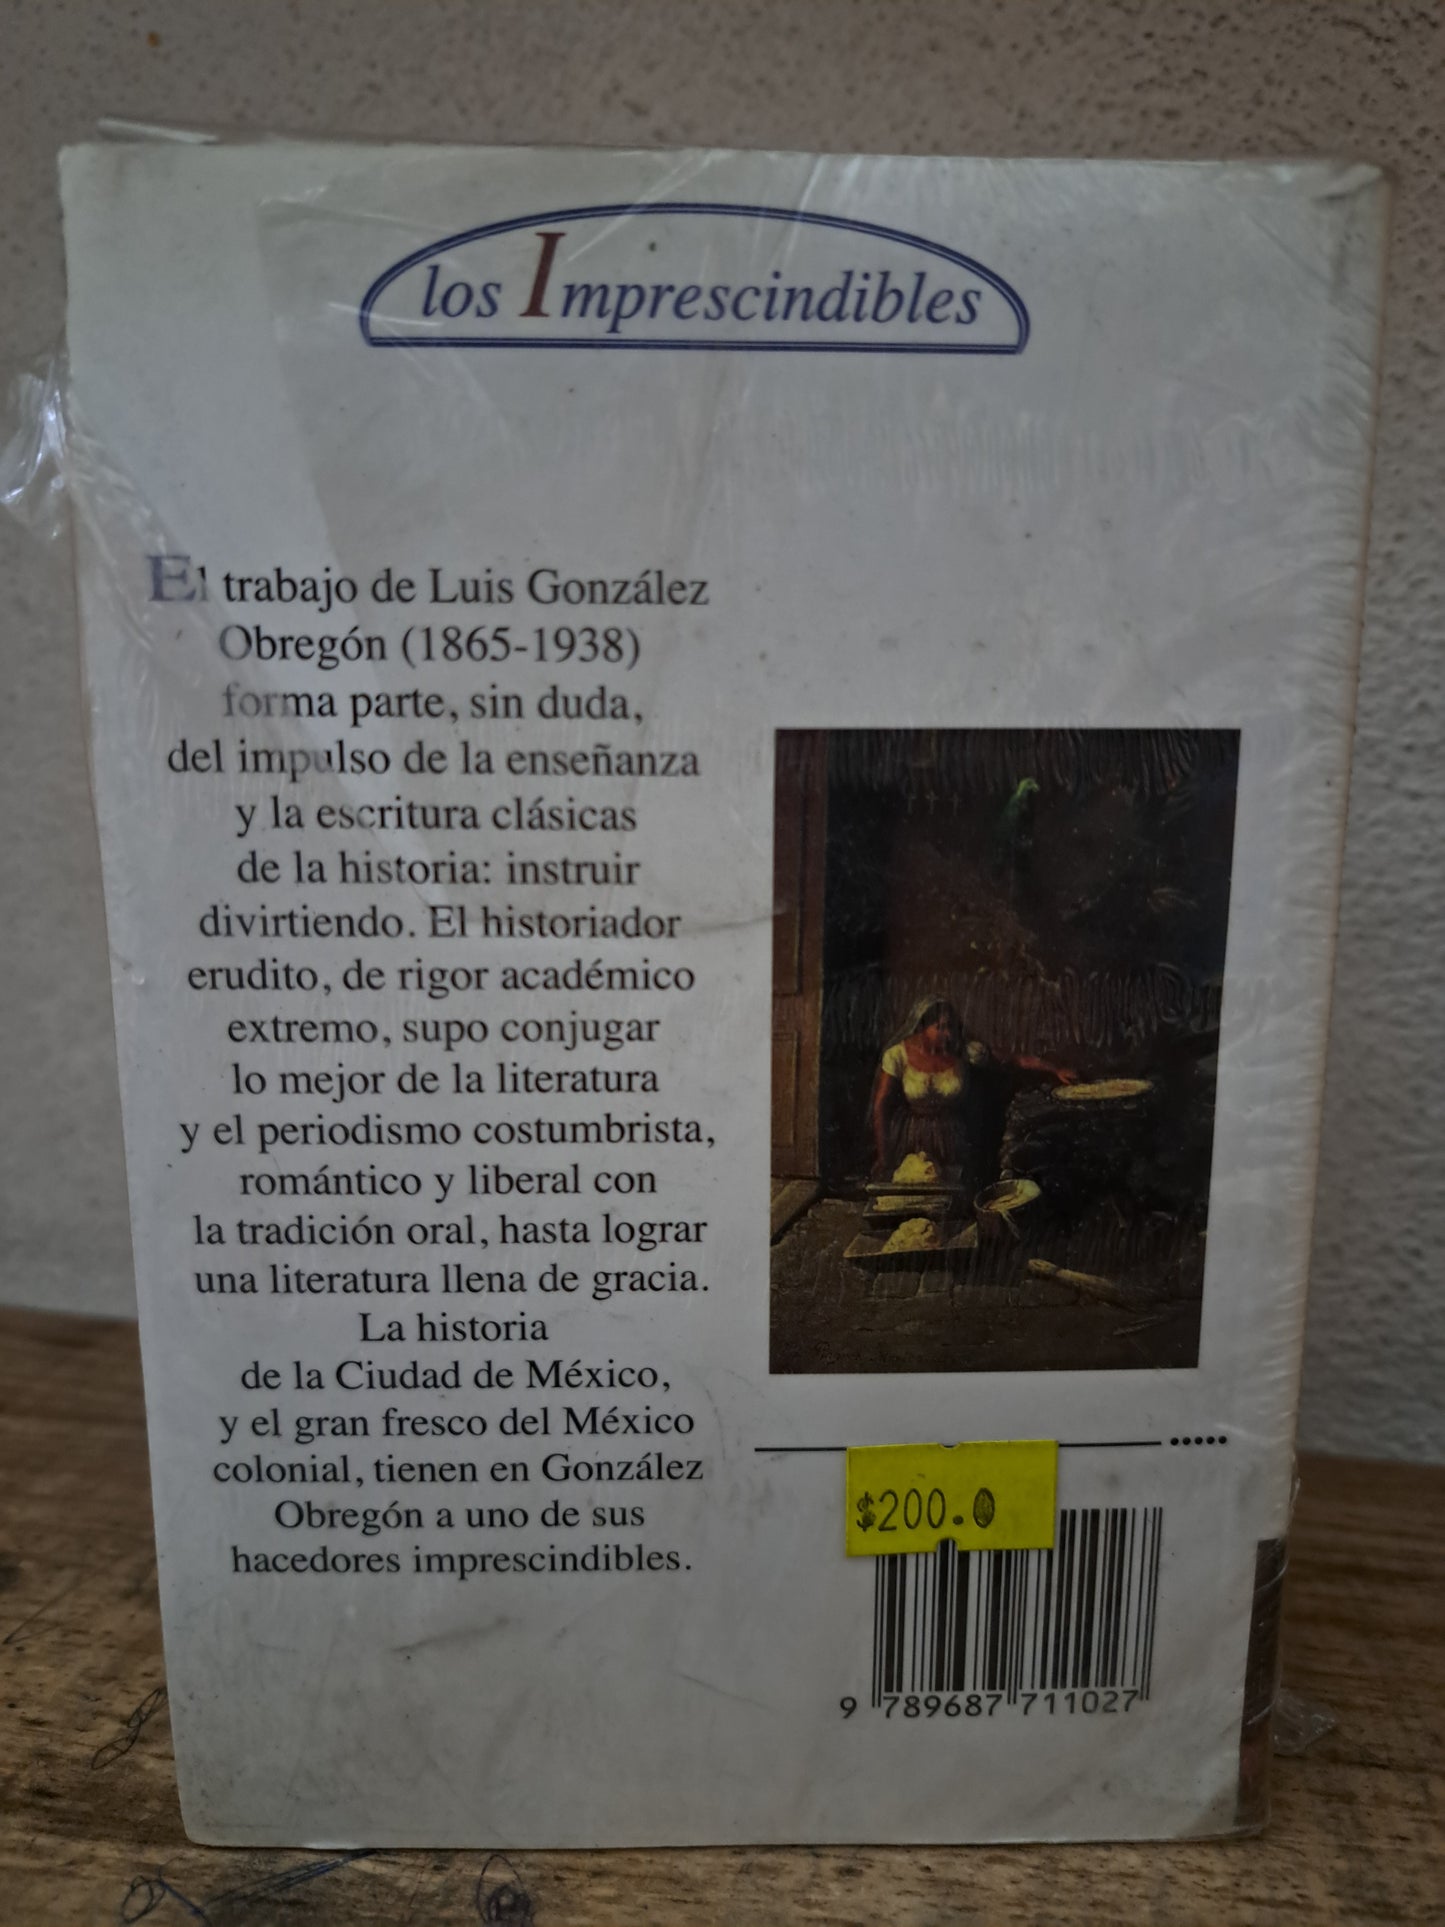 los Imprescindibles
El trabajo de Luis González
Obregón (1865-1938)
forma parte, sin duda,
del impulso de la enseñanza
y la escritura clásicas
de la historia: instruir
divirtiendo. El historiador
erudito, de rigor académico
extremo, supo conjugar
lo mejor de la literatura
y el periodismo costumbrista,
romántico y liberal con
la tradición oral, hasta lograr
una literatura llena de gracia.
La historia
de la Ciudad de México,
y el gran fresco del México
colonial, tienen en González
Obregón a uno de sus
hacedores imprescindibles.
$200.0
9 789687 711027